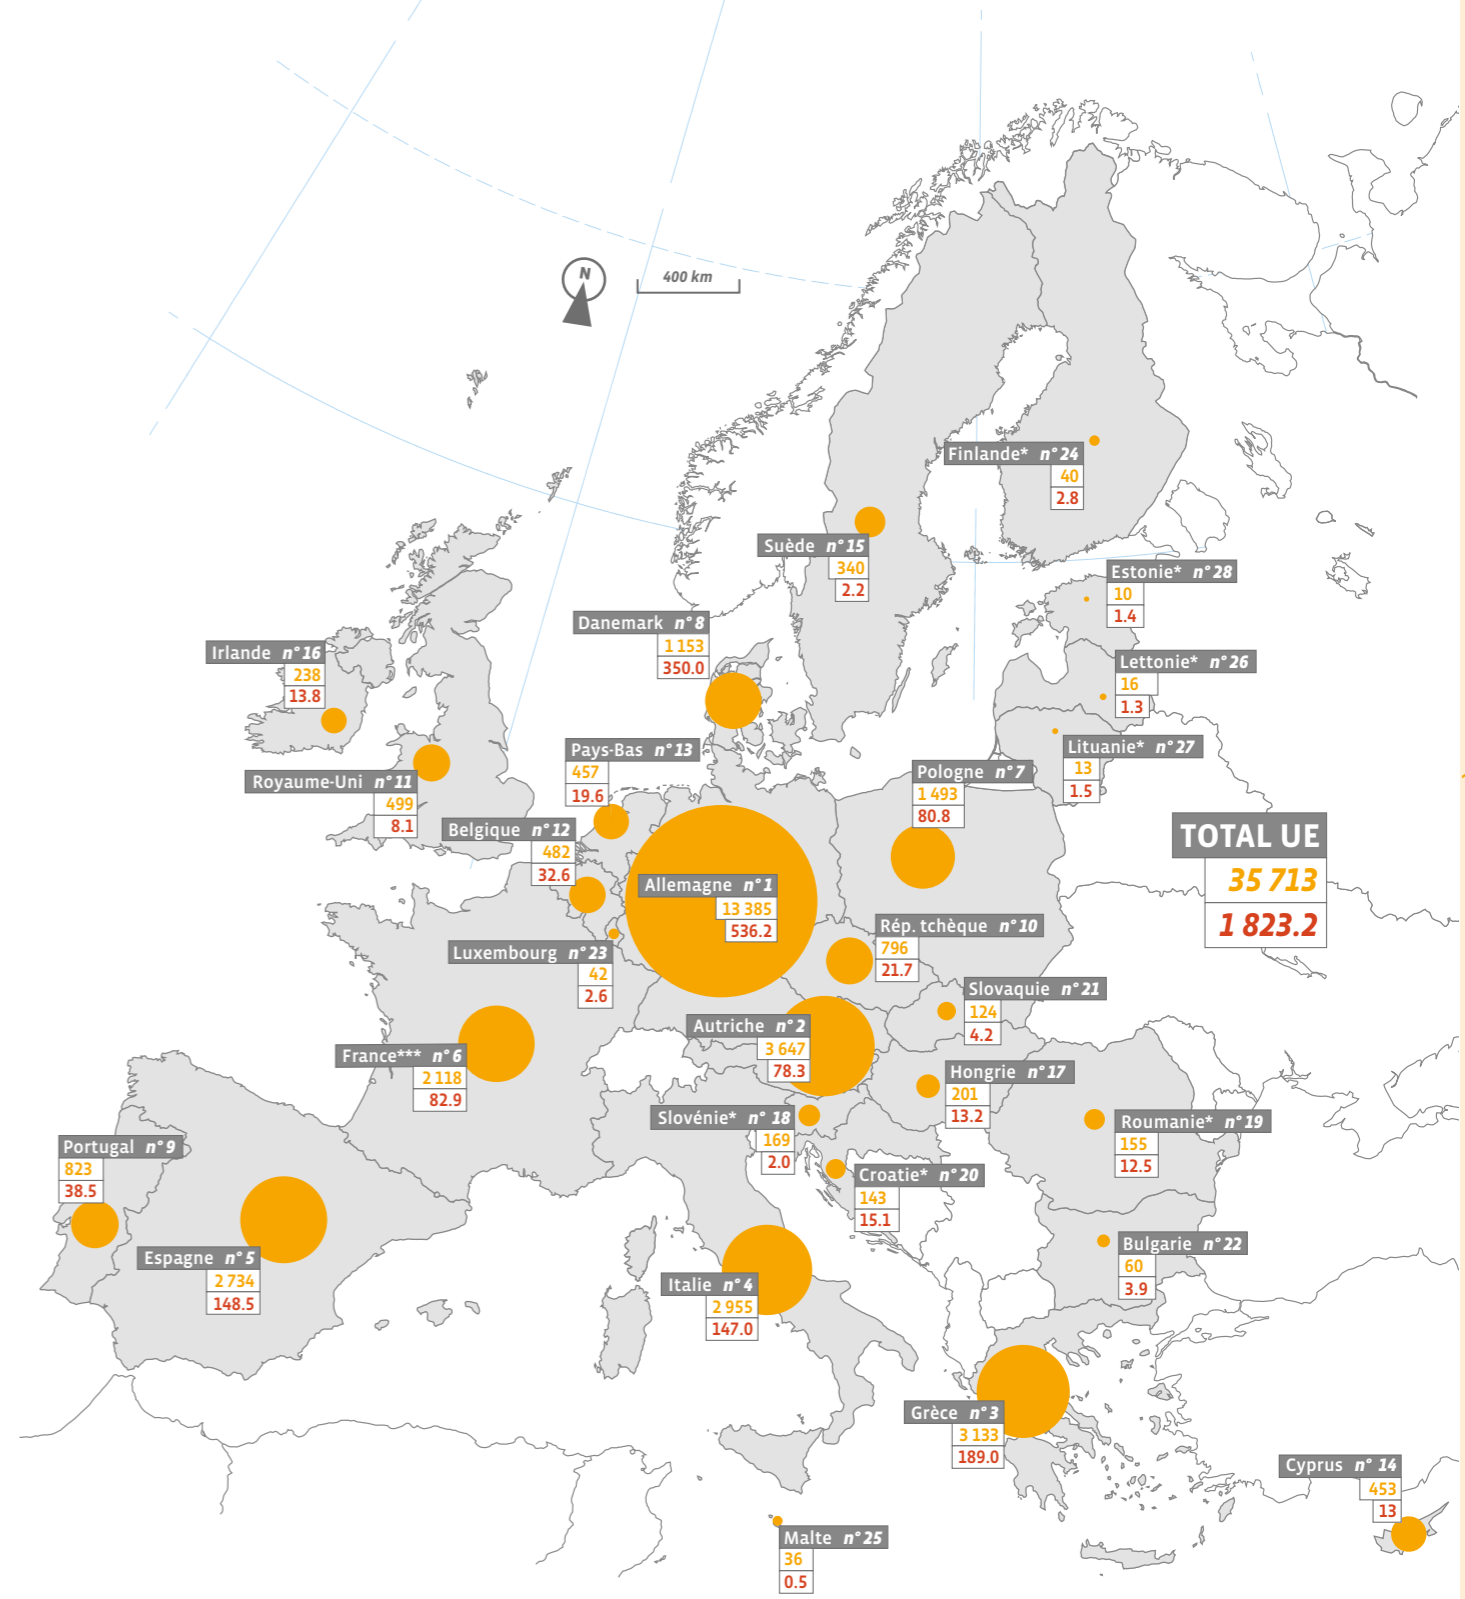 N
400 km
Finlande* n°24
40
2.8
Suède n°15
340
2.2
Estonie* n°28
10
1.4
Danemark n°8
1 153
350.0
Irlande n°16
238
13.8
Lettonie* n°26
16
1.3
Lituanie* n°27
13
1.5
Pays-Bas n°13
457
19.6
Royaume-Uni n°11
499
8.1
Pologne n°7
1 493
80.8
Belgique n°12
482
32.6
TOTAL UE
35 713
1 823.2
Allemagne n°1
13 385
536.2
Rép. tchèque n°10
796
21.7
Luxembourg n°23
42
2.6
Slovaquie n°21
124
4.2
Autriche n°2
3 647
78.3
France*** n°6
2 118
82.9
Hongrie n°17
201
13.2
Slovénie* n° 18
169
2.0
Roumanie* n°19
155
12.5
Portugal n°9
823
38.5
Croatie* n°20
143
15.1
Espagne n°5
2 734
148.5
Bulgarie n°22
60
3.9
Italie n°4
2 955
147.0
Grèce n°3
3 133
189.0
Cyprus n° 14
453
13
Malte n°25
36
0.5